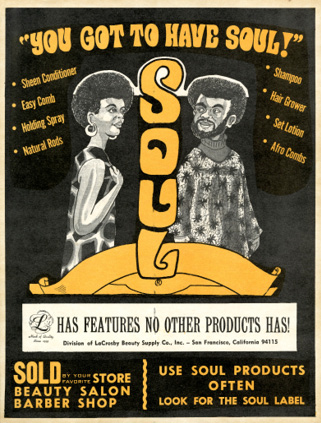 "YOU GOT TO HAVE SOUL!"
• Sheen Conditioner
• Easy Comb
• Holding Spray
• Natural Rods
SOUL
• Shampoo
• Hair Grower
• Set Lotion
• Afro Combs
L HAS FEATURES NO OTHER PRODUCTS HAS!
Division of LaCrosby Beauty Supply Co., Inc. – San Francisco, California 94115
SOLD BY YOUR FAVORITE STORE
BEAUTY SALON
BARBER SHOP
USE SOUL PRODUCTS
OFTEN
LOOK FOR THE SOUL LABEL